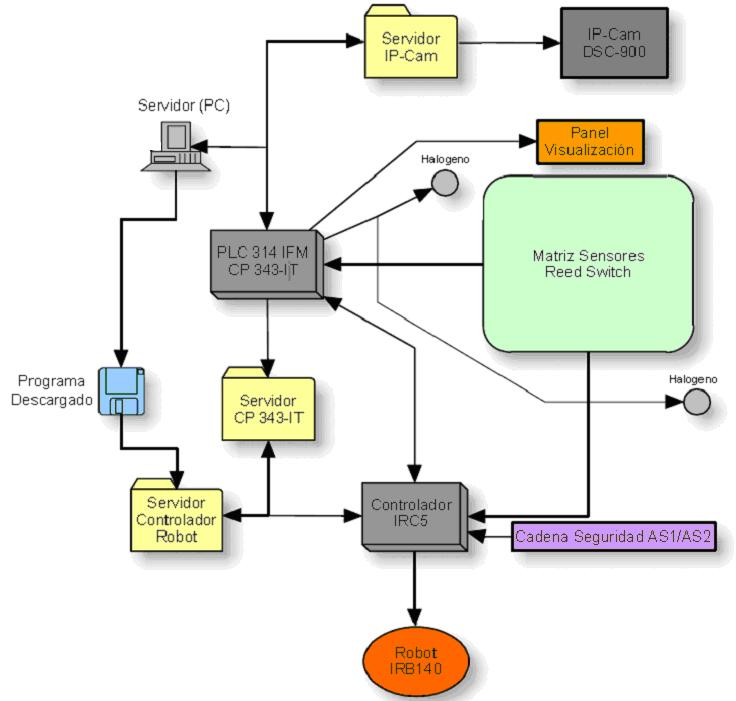 Servidor
IP-Cam
IP-Cam
DSC-900
Servidor (PC)
Panel
Visualización
Halogeno
PLC 314 IFM
CP 343-IT
Matriz Sensores
Reed Switch
Programa
Descargado
Servidor
CP 343-IT
Halogeno
Servidor
Controlador
Robot
Controlador
IRC5
Cadena Seguridad AS1/AS2
Robot
IRB140